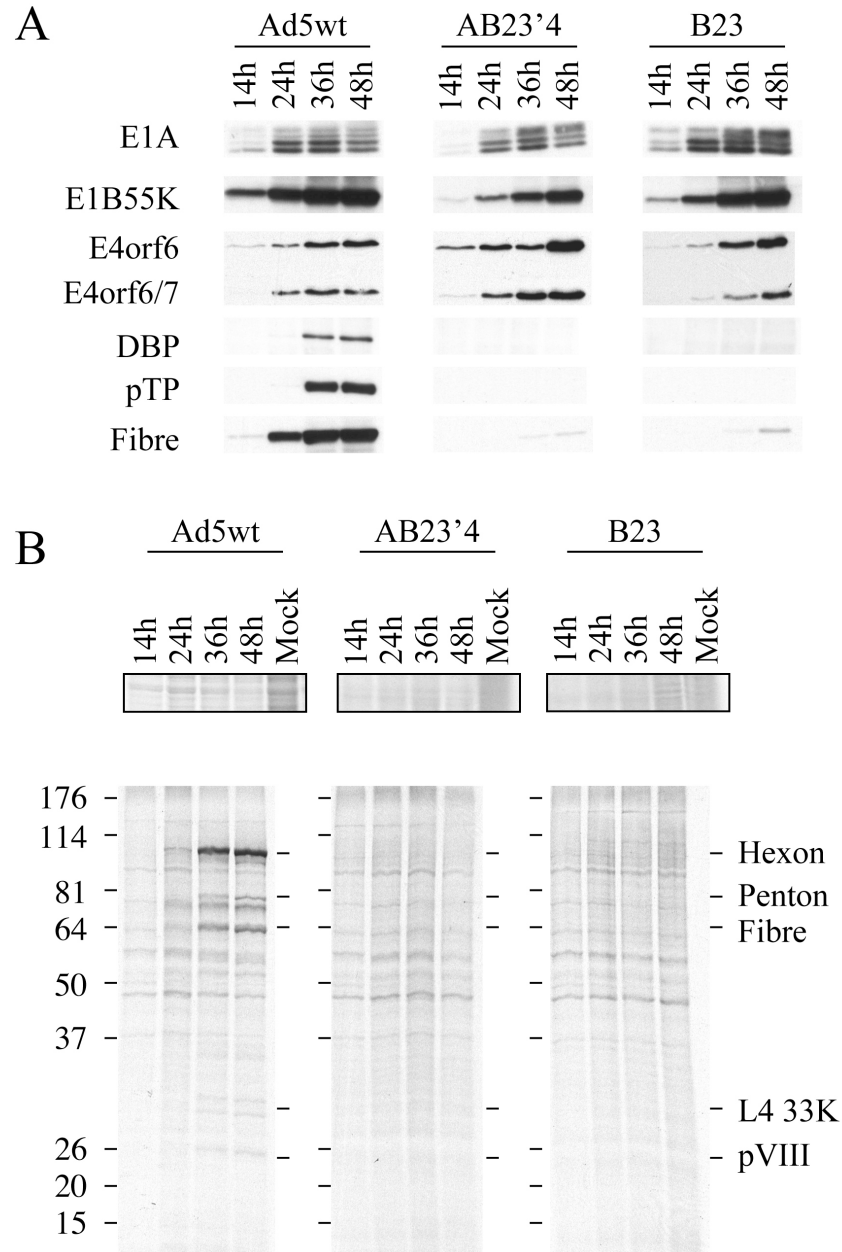 A
Ad5wt AB23’4 B23
14h 24h 36h 48h 14h 24h 36h 48h 14h 24h 36h 48h
E1A
E1B55K
E4orf6
E4orf6/7
DBP
pTP
Fibre
B
Ad5wt AB23’4 B23
14h 24h 36h 48h Mock 14h 24h 36h 48h Mock 14h 24h 36h 48h Mock
176
114
Hexon
81
Penton
64
Fibre
50
37
L4 33K
26
pVIII
20
15